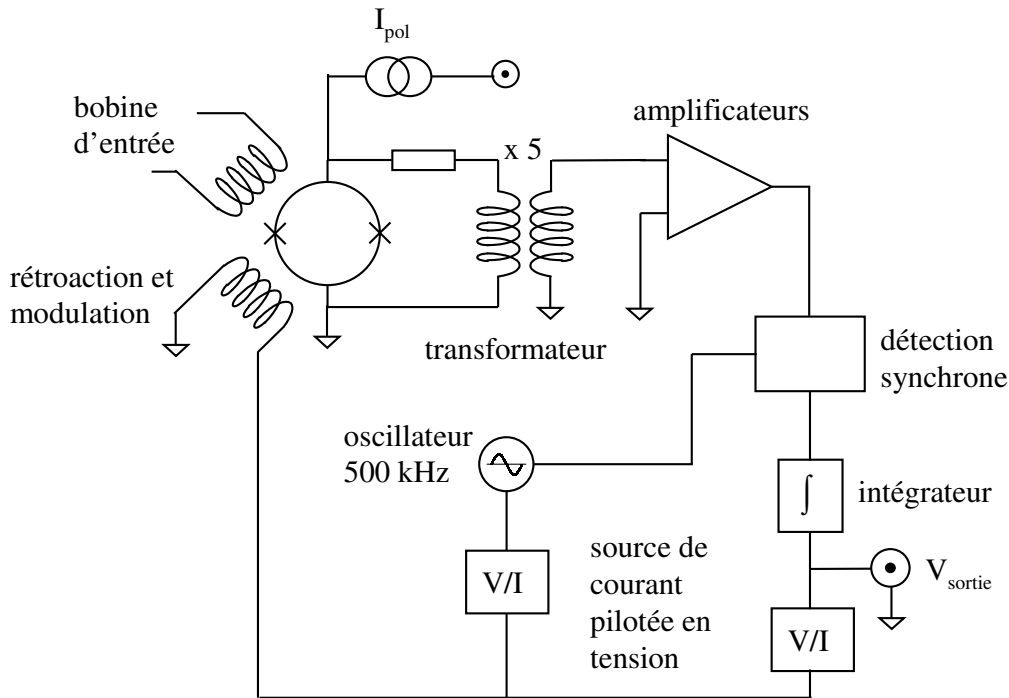 I_pol
bobine
d'entrée
amplificateurs
x 5
rétroaction et
modulation
transformateur
détection
synchrone
oscillateur
500 kHz
∫
intégrateur
source de
courant
pilotée en
tension
V/I
V_sortie
V/I